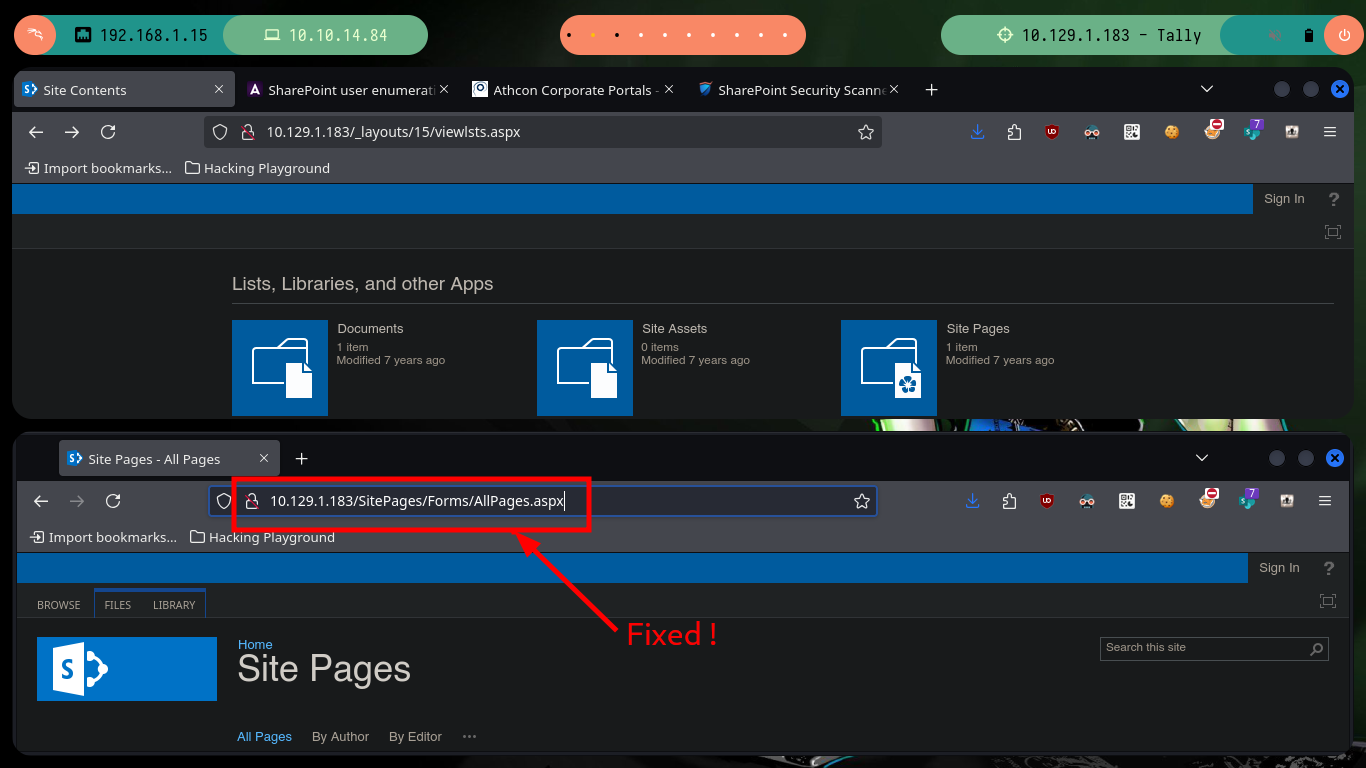 192.168.1.15
10.10.14.84
10.129.1.183 - Tally
Site Contents
SharePoint user enumerati
Athcon Corporate Portals -
SharePoint Security Scanne
10.129.1.183/_layouts/15/viewlsts.aspx
7
Import bookmarks...
Hacking Playground
Sign In
?
Lists, Libraries, and other Apps
Documents
1 item
Modified 7 years ago
Site Assets
0 items
Modified 7 years ago
Site Pages
1 item
Modified 7 years ago
Site Pages - All Pages
10.129.1.183/SitePages/Forms/AllPages.aspx
7
Import bookmarks...
Hacking Playground
Sign In
?
BROWSE
FILES
LIBRARY
Fixed !
S
Home
Site Pages
Search this site
All Pages
By Author
By Editor
...